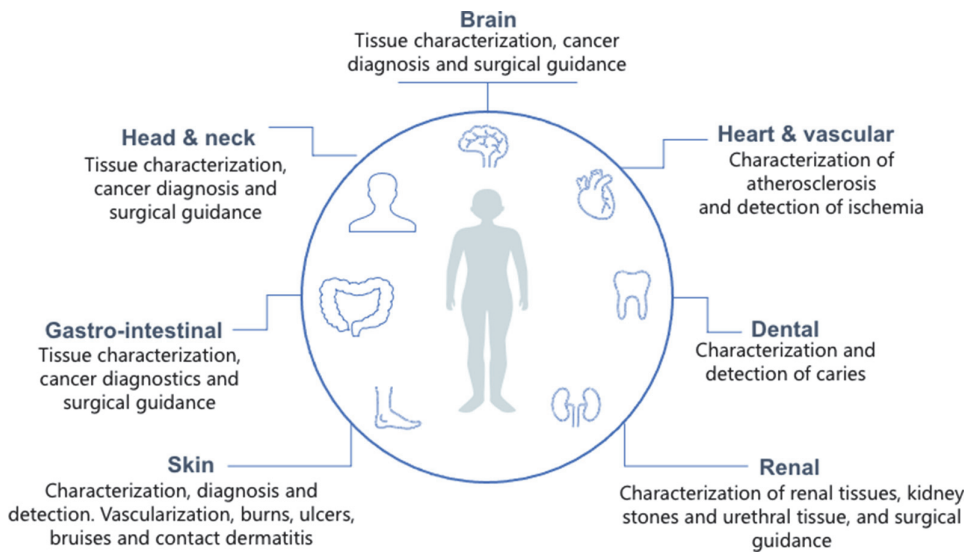 Brain
Tissue characterization, cancer
diagnosis and surgical guidance
Head & neck
Tissue characterization,
cancer diagnosis and
surgical guidance
Heart & vascular
Characterization of
atherosclerosis
and detection of ischemia
Gastro-intestinal
Tissue characterization,
cancer diagnostics and
surgical guidance
Dental
Characterization and
detection of caries
Skin
Characterization, diagnosis and
detection. Vascularization, burns, ulcers,
bruises and contact dermatitis
Renal
Characterization of renal tissues, kidney
stones and urethral tissue, and surgical
guidance